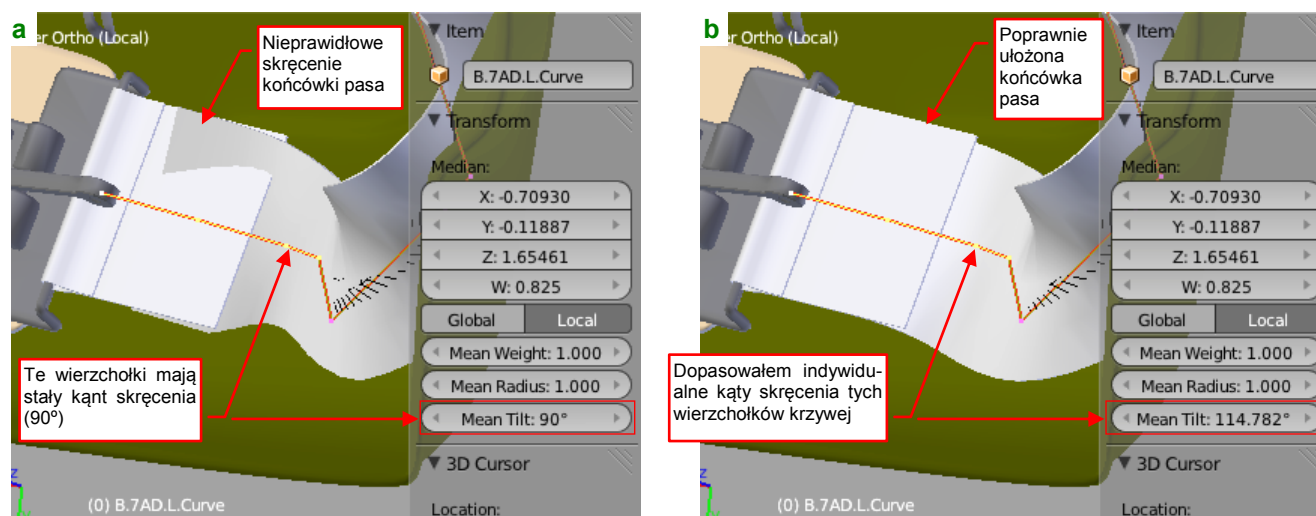 a
er Ortho (Local)
Nieprawidłowe
skręcenie
końcówki pasa
Te wierzchołki mają
stały kąnt skręcenia
(90º)
(0) B.7AD.L.Curve
Item
B.7AD.L.Curve
Transform
Median:
X: -0.70930
Y: -0.11887
Z: 1.65461
W: 0.825
Global Local
Mean Weight: 1.000
Mean Radius: 1.000
Mean Tilt: 90°
3D Cursor
Location:
b
er Ortho (Local)
Poprawnie
ułożona
końcówka
pasa
Dopasowałem indywidu-
alne kąty skręcenia tych
wierzchołków krzywej
(0) B.7AD.L.Curve
Item
B.7AD.L.Curve
Transform
Median:
X: -0.70930
Y: -0.11887
Z: 1.65461
W: 0.825
Global Local
Mean Weight: 1.000
Mean Radius: 1.000
Mean Tilt: 114.782°
3D Cursor
Location: